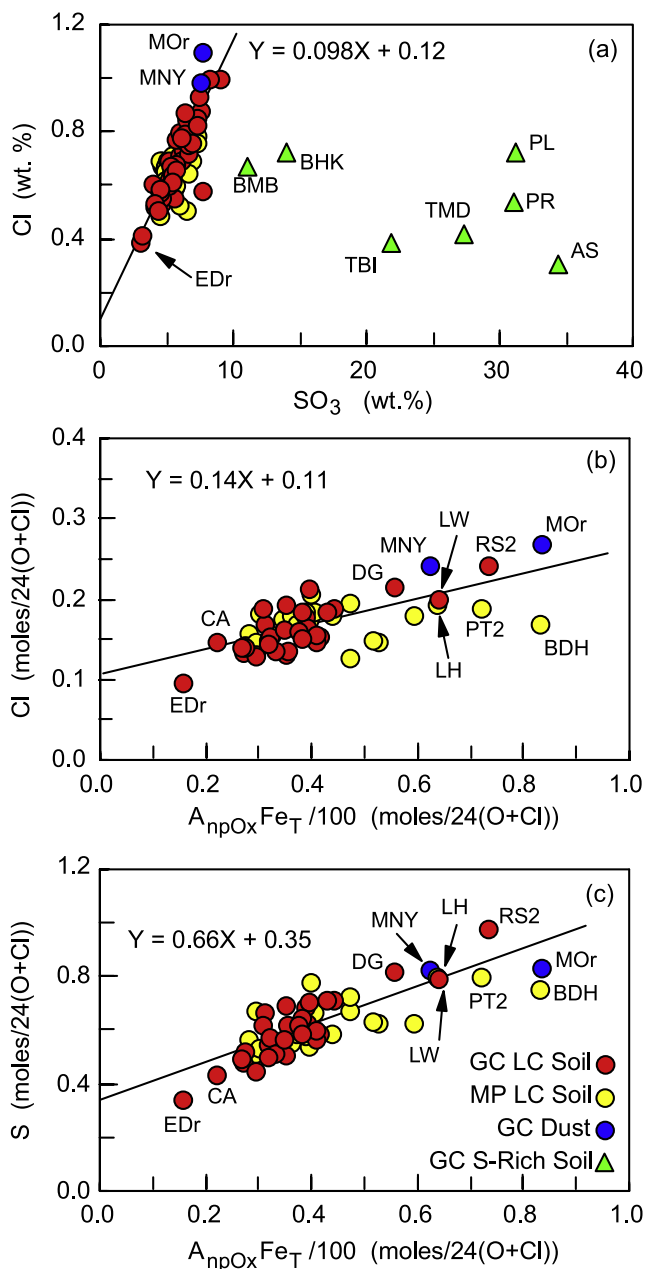 1.2
MOr
Y = 0.098X + 0.12
(a)
MNY
0.8
BMB
BHK
PL
PR
TMD
TBI
AS
0.4
EDr
0.0
0
10
20
30
40
Cl (wt. %)
SO3 (wt.%)
0.4
(b)
Y = 0.14X + 0.11
0.3
LW
MNY
RS2
MOr
DG
0.2
CA
LH
PT2
BDH
0.1
EDr
0.0
0.0
0.2
0.4
0.6
0.8
1.0
Cl (moles/24(O+Cl))
AnpOxFeT/100 (moles/24(O+Cl))
1.2
(c)
LH
RS2
MNY
Y = 0.66X + 0.35
DG
MOr
0.8
PT2
BDH
LW
GC LC Soil
0.4
CA
MP LC Soil
EDr
GC Dust
GC S-Rich Soil
0.0
0.0
0.2
0.4
0.6
0.8
1.0
S (moles/24(O+Cl))
AnpOxFeT/100 (moles/24(O+Cl))